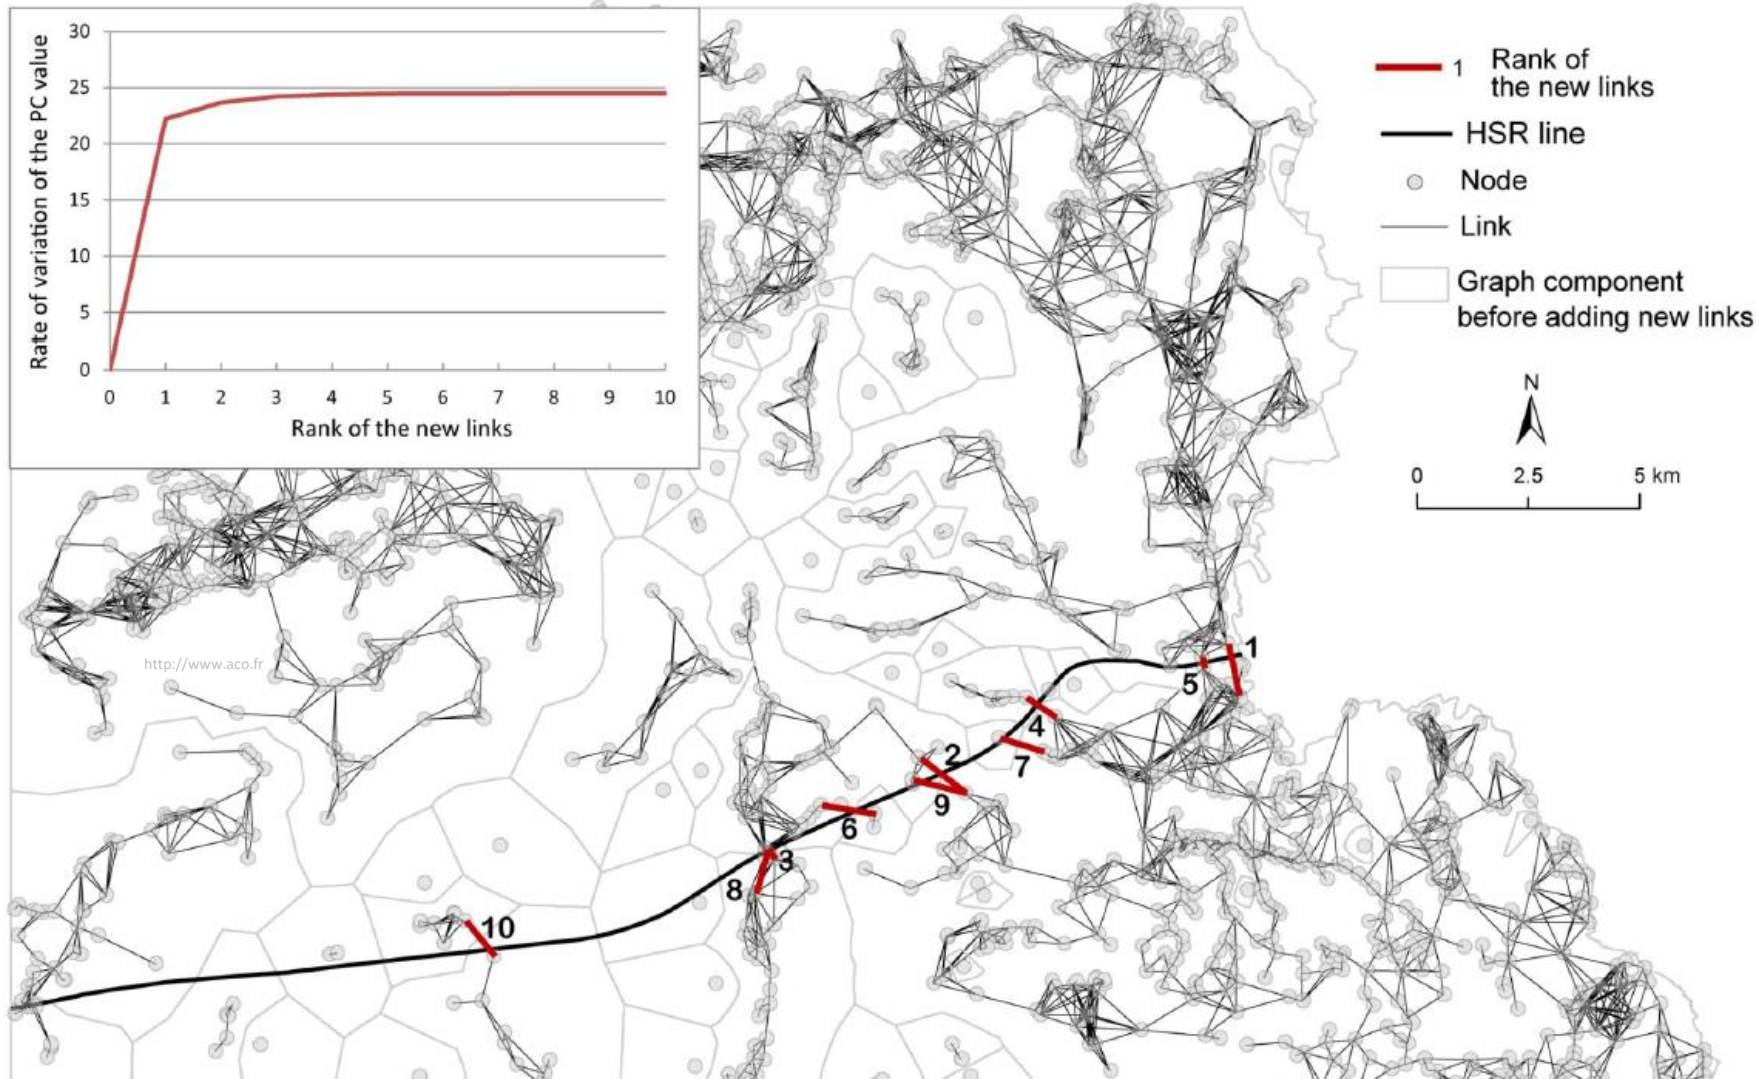 Rate of variation of the PC value
30
25
20
15
10
5
0
0 1 2 3 4 5 6 7 8 9 10
Rank of the new links
1 Rank of
the new links
HSR line
Node
Link
Graph component
before adding new links
N
0 2.5 5 km
http://www.aco.fr
1
5
4
7
2
9
6
3
8
10